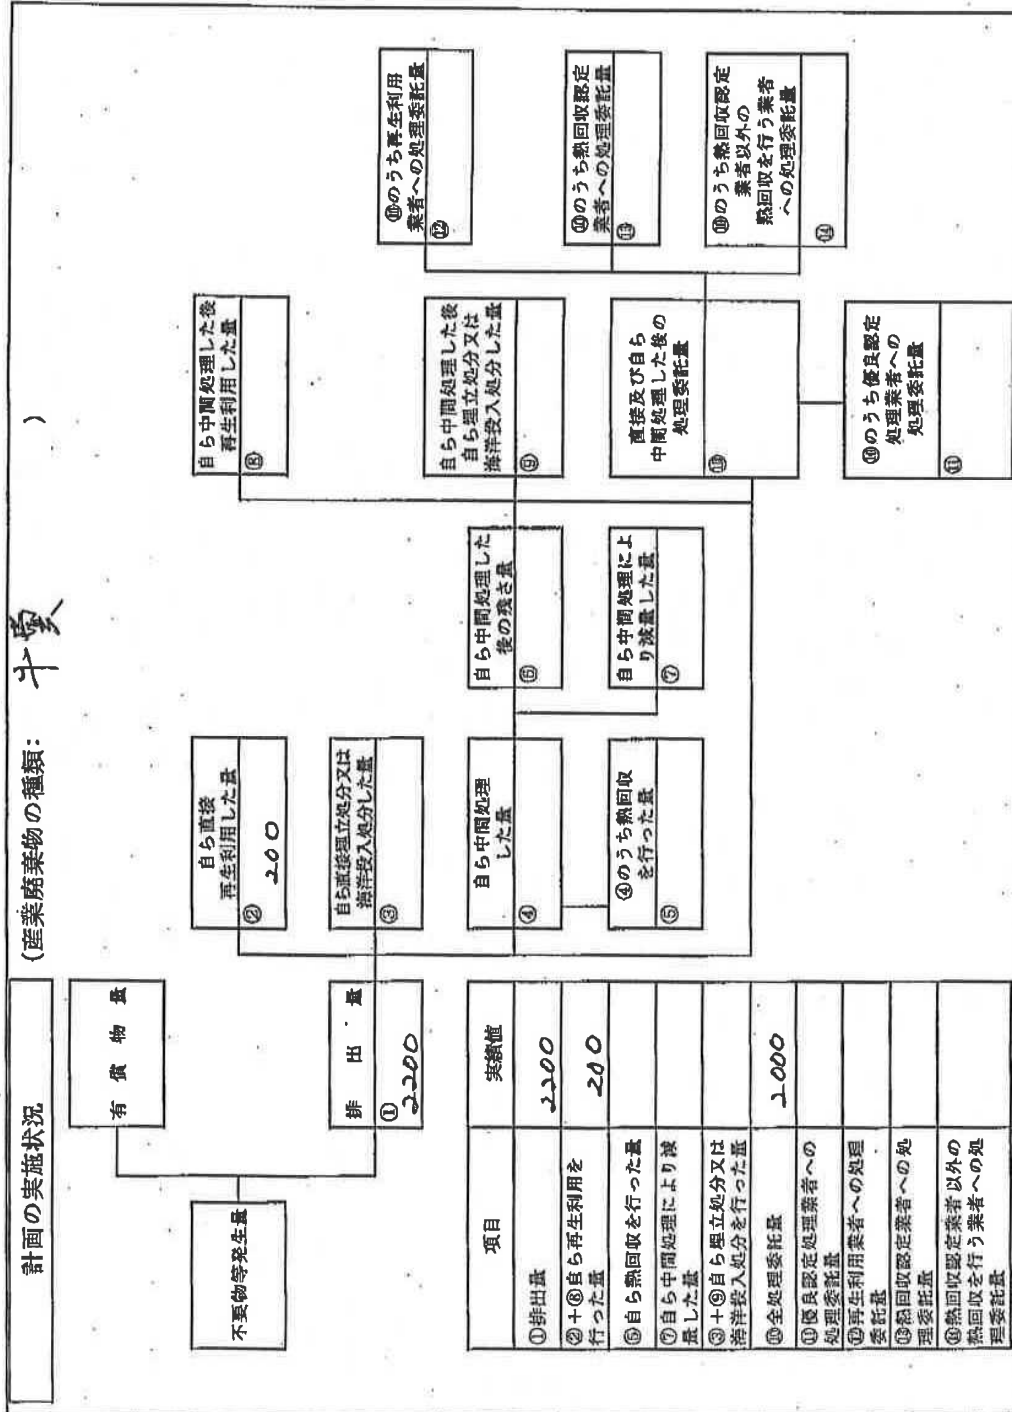 計画の実施状況
(産業廃棄物の種類： 牛糞 )
不要物等発生量
有償物量
排出量
①
2200
自ら直接
再生利用した量
②
200
自ら直接埋立処分又は
海洋投入処分した量
③
自ら中間処理
した量
④
④のうち熱回収
を行った量
⑤
自ら中間処理した
後の残さ量
⑥
自ら中間処理によ
り減量した量
⑦
自ら中間処理した後
再生利用した量
⑧
自ら中間処理した後
自ら埋立処分又は
海洋投入処分した量
⑨
直接及び自ら
中間処理した後の
処理委託量
⑩
⑩のうち優良認定
処理業者への
処理委託量
⑪
⑩のうち再生利用
業者への処理委託量
⑫
⑩のうち熱回収認定
業者への処理委託量
⑬
⑩のうち熱回収認定
業者以外の
熱回収を行う業者
への処理委託量
⑭
項目 実績値
①排出量 2200
②＋⑧自ら再生利用を
行った量 200
⑤自ら熱回収を行った量
⑦自ら中間処理により減
量した量
③＋⑨自ら埋立処分又は
海洋投入処分を行った量
⑩全処理委託量 2000
⑪優良認定処理業者への
処理委託量
⑫再生利用業者への処理
委託量
⑬熱回収認定業者への処
理委託量
⑭熱回収認定業者以外の
熱回収を行う業者への処
理委託量